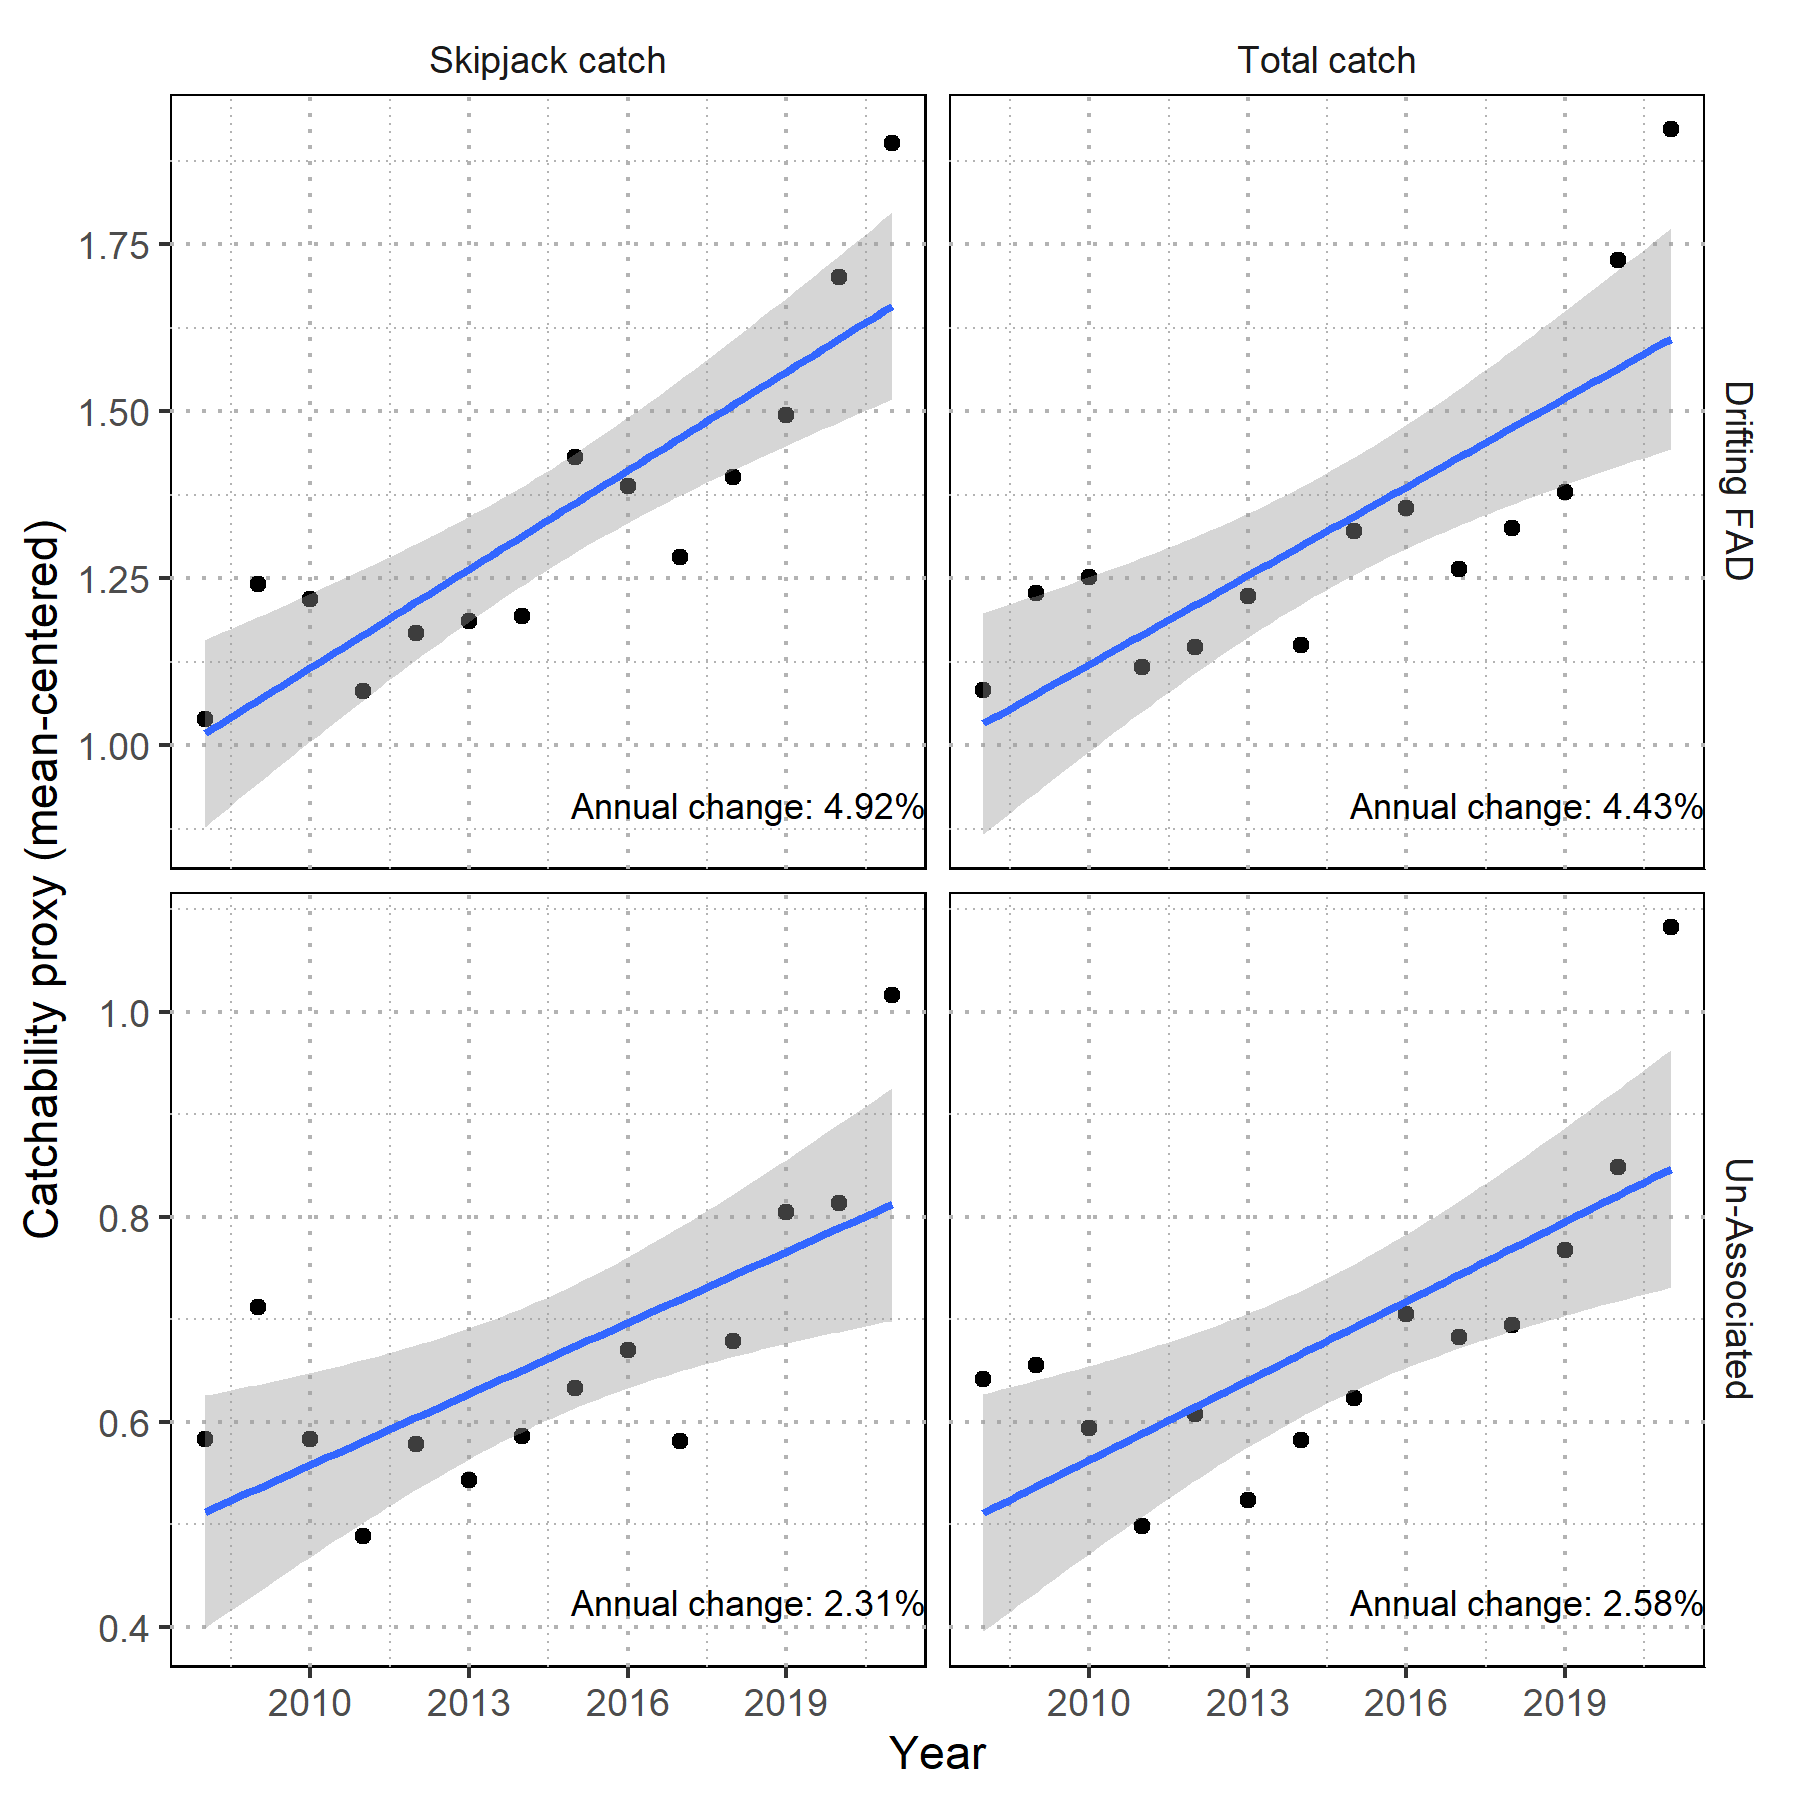 Skipjack catch
Total catch
1.75
1.50
1.25
1.00
Drifting FAD
Annual change: 4.92%
Annual change: 4.43%
Catchability proxy (mean-centered)
1.0
0.8
0.6
0.4
Un-Associated
Annual change: 2.31%
Annual change: 2.58%
2010 2013 2016 2019
2010 2013 2016 2019
Year